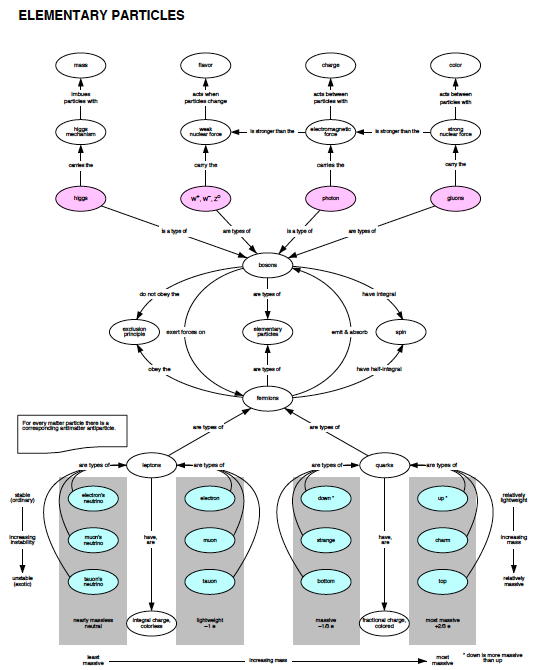 ELEMENTARY PARTICLES
mass
flavor
charge
color
imbues
particles with
acts when
particles change
acts between
particles with
acts between
particles with
higgs
mechanism
weak
nuclear force
is stronger than the
electromagnetic
force
is stronger than the
strong
nuclear force
carries the
carry the
carries the
carry the
higgs
W⁺, W⁻, Z⁰
photon
gluons
is a type of
are types of
is a type of
are types of
bosons
do not obey the
are types of
have integral
exclusion
principle
exert forces on
elementary
particles
emit & absorb
spin
obey the
are types of
have half-integral
fermions
For every matter particle there is a
corresponding antimatter antiparticle.
are types of
are types of
are types of
leptons
are types of
are types of
quarks
are types of
stable
(ordinary)
electron's
neutrino
electron
down *
up *
relatively
lightweight
increasing
instability
muon's
neutrino
have,
are
muon
strange
have,
are
charm
increasing
mass
unstable
(exotic)
tauon's
neutrino
tauon
bottom
top
relatively
massive
nearly massless
neutral
integral charge,
colorless
lightweight
−1 e
massive
−1/3 e
fractional charge,
colored
most massive
+2/3 e
least
massive
increasing mass
most
massive
* down is more massive
than up